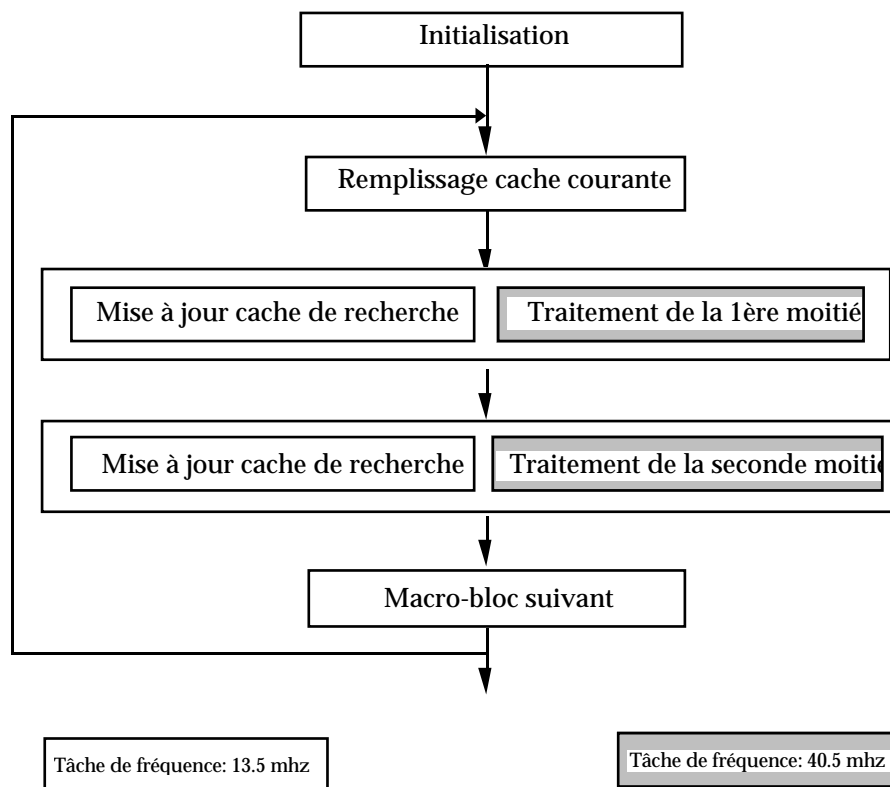 Initialisation
Remplissage cache courante
Mise à jour cache de recherche
Traitement de la 1ère moitié
Mise à jour cache de recherche
Traitement de la seconde moitié
Macro-bloc suivant
Tâche de fréquence: 13.5 mhz
Tâche de fréquence: 40.5 mhz